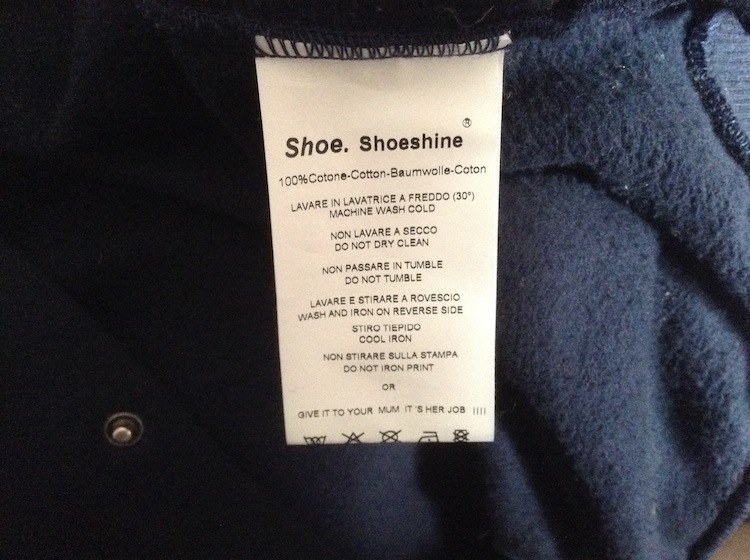 Shoe. Shoeshine®
100%Cotone-Cotton-Baumwolle-Coton
LAVARE IN LAVATRICE A FREDDO (30°)
MACHINE WASH COLD
NON LAVARE A SECCO
DO NOT DRY CLEAN
NON PASSARE IN TUMBLE
DO NOT TUMBLE
LAVARE E STIRARE A ROVESCIO
WASH AND IRON ON REVERSE SIDE
STIRO TIEPIDO
COOL IRON
NON STIRARE SULLA STAMPA
DO NOT IRON PRINT
OR
GIVE IT TO YOUR MUM IT'S HER JOB !!!!